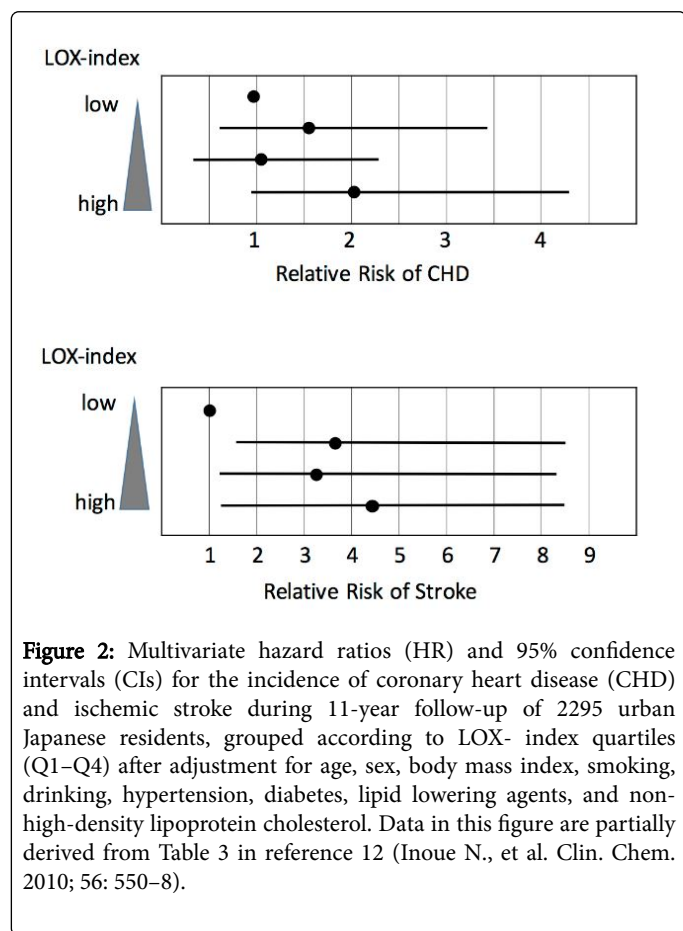 LOX-index
low
high
1 2 3 4
Relative Risk of CHD
LOX-index
low
high
1 2 3 4 5 6 7 8 9
Relative Risk of Stroke
Figure 2: Multivariate hazard ratios (HR) and 95% confidence
intervals (CIs) for the incidence of coronary heart disease (CHD)
and ischemic stroke during 11-year follow-up of 2295 urban
Japanese residents, grouped according to LOX- index quartiles
(Q1–Q4) after adjustment for age, sex, body mass index, smoking,
drinking, hypertension, diabetes, lipid lowering agents, and non-
high-density lipoprotein cholesterol. Data in this figure are partially
derived from Table 3 in reference 12 (Inoue N., et al. Clin. Chem.
2010; 56: 550–8).